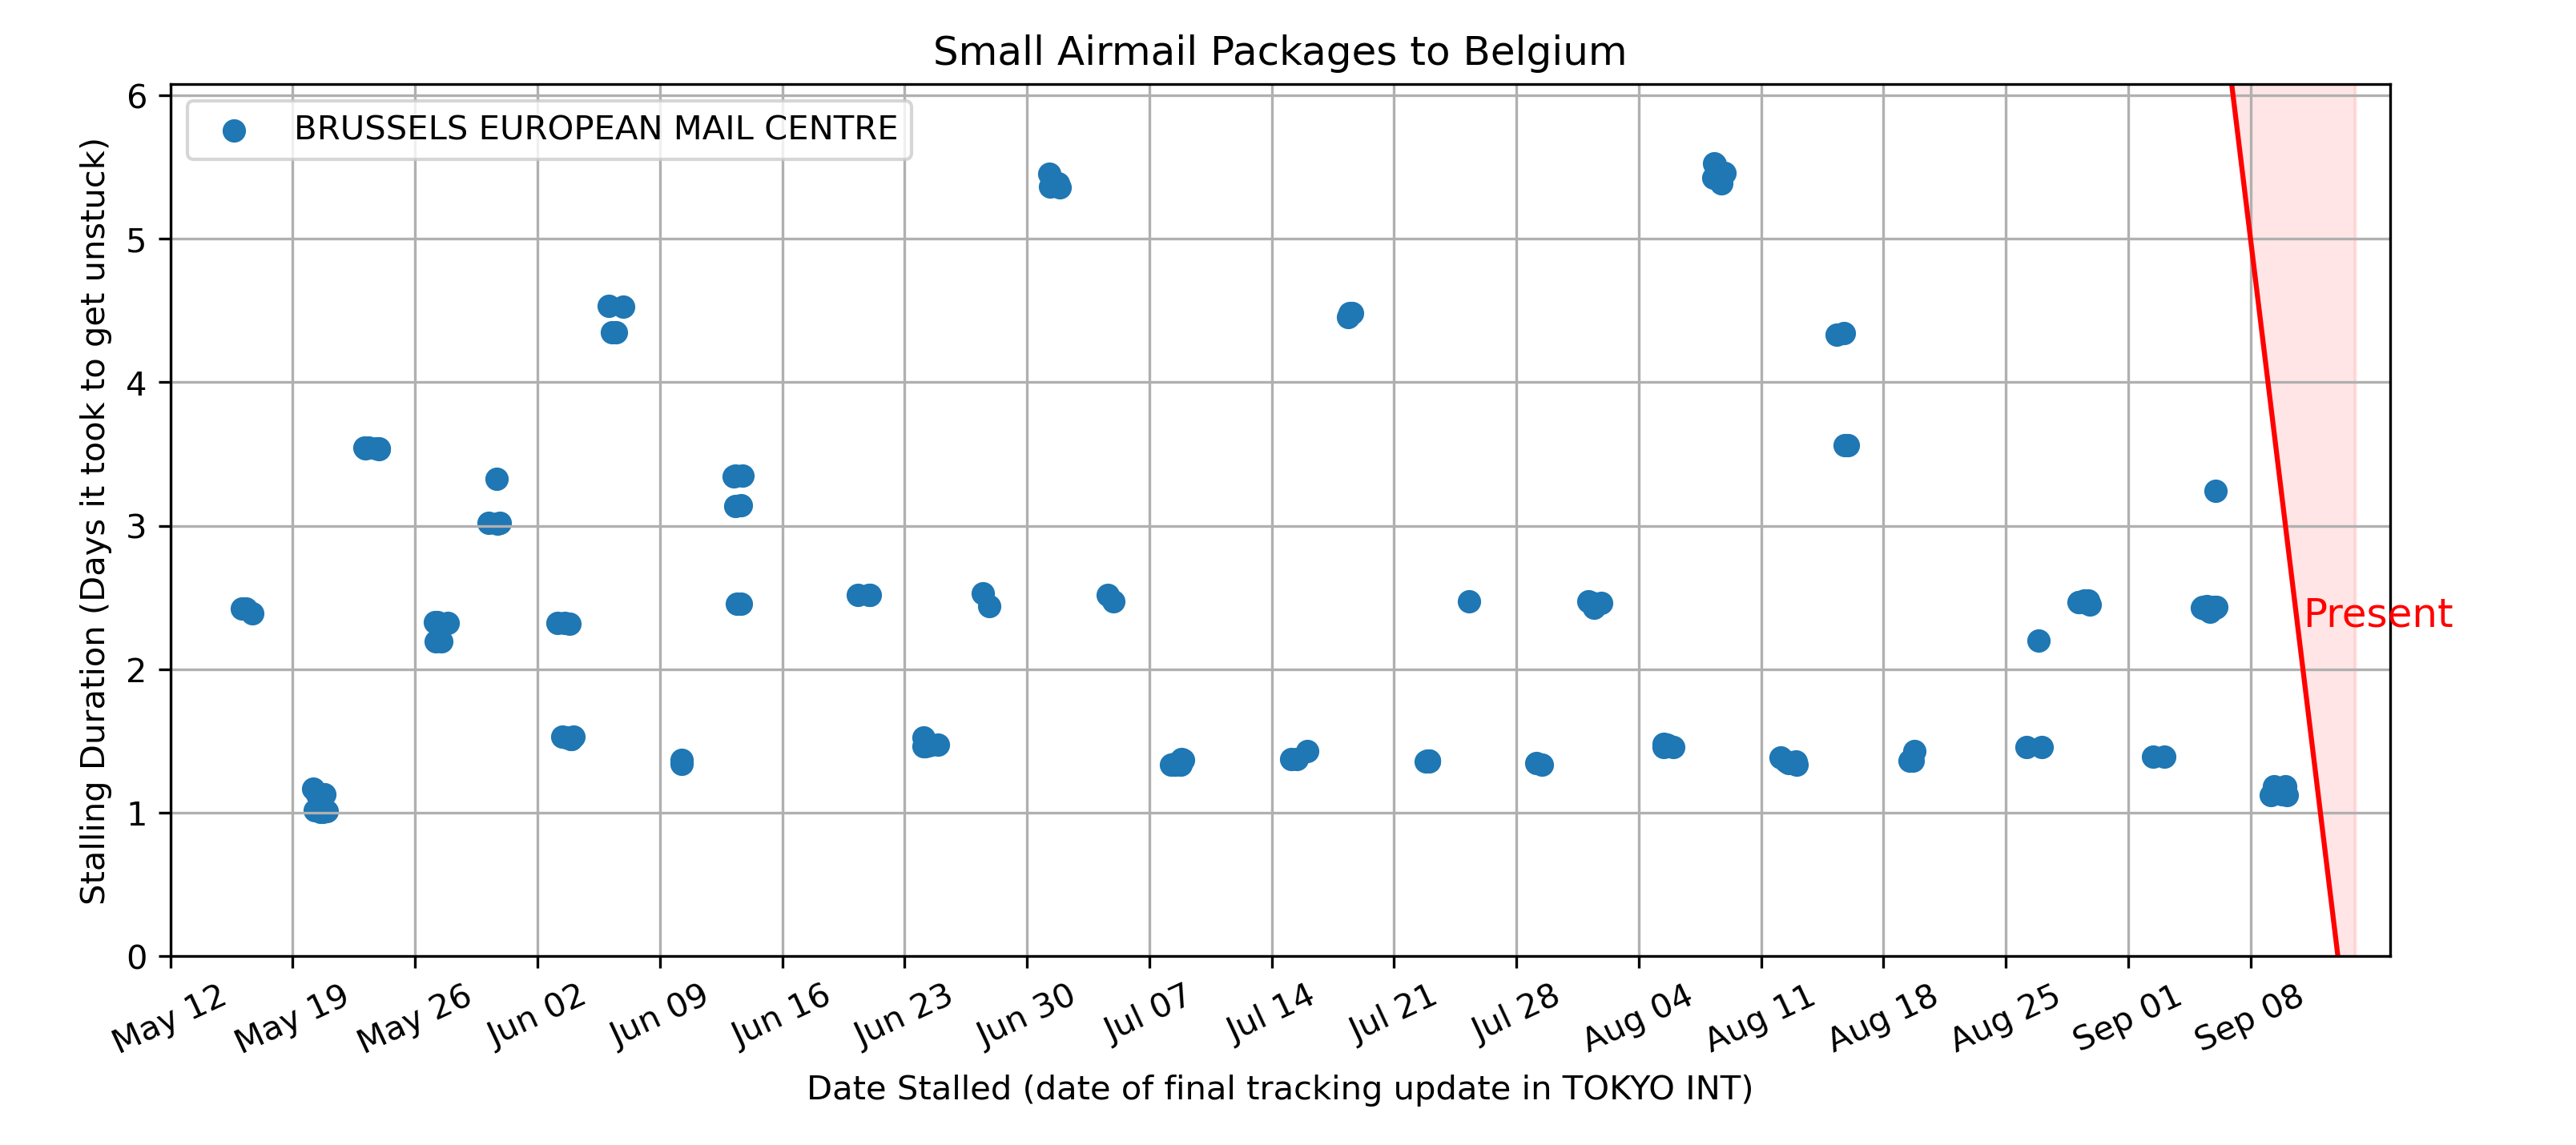 Small Airmail Packages to Belgium
BRUSSELS EUROPEAN MAIL CENTRE
Stalling Duration (Days it took to get unstuck)
6
5
4
3
2
1
0
Present
May 12
May 19
May 26
Jun 02
Jun 09
Jun 16
Jun 23
Jun 30
Jul 07
Jul 14
Jul 21
Jul 28
Aug 04
Aug 11
Aug 18
Aug 25
Sep 01
Sep 08
Date Stalled (date of final tracking update in TOKYO INT)